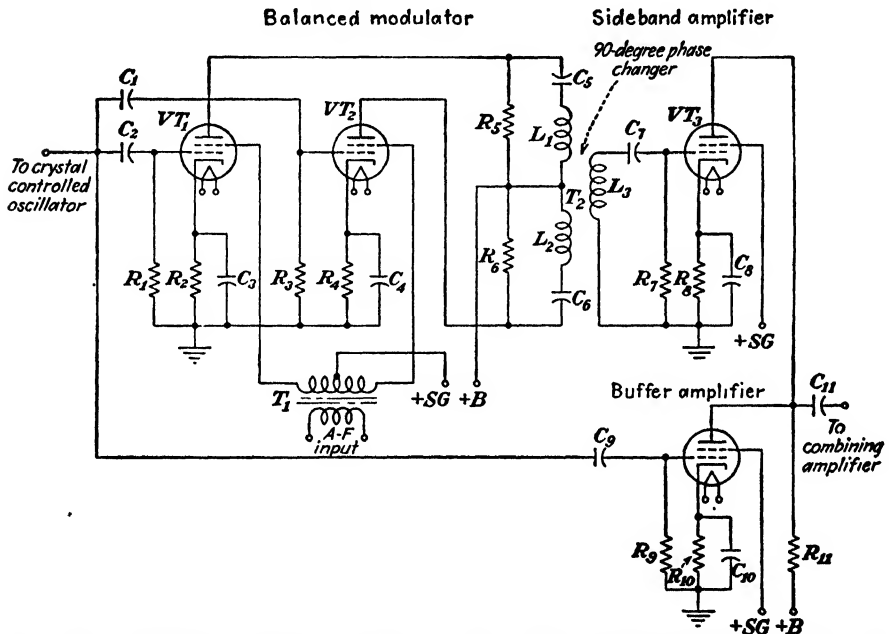 Balanced modulator
Sideband amplifier
90-degree phase
changer
C1
C2
VT1
VT2
R5
C5
L1
C7
VT3
To crystal
controlled
oscillator
T2
L3
L2
R1
R2
C3
R3
R4
C4
R6
C6
R7
R8
C8
+SG
T1
A-F
input
+SG
+B
Buffer amplifier
C11
To
combining
amplifier
C9
R9
R10
C10
R11
+SG
+B